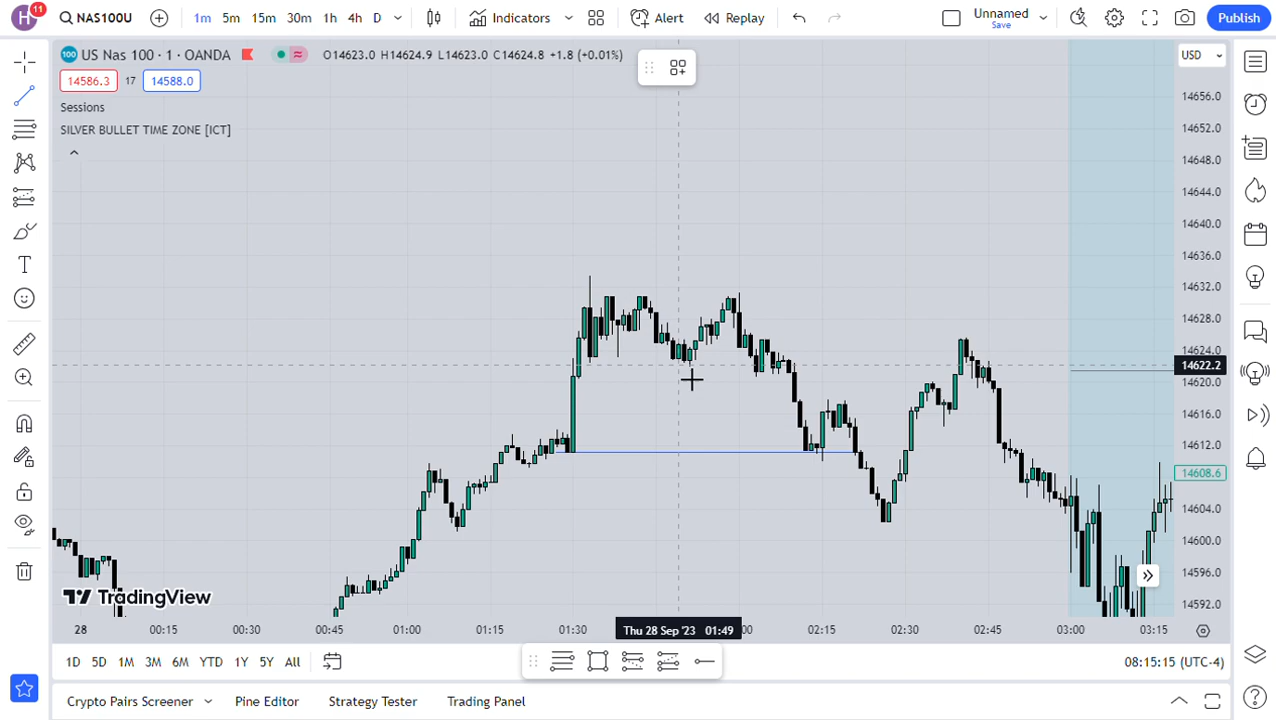 H 11 NAS100U 1m 5m 15m 30m 1h 4h D Indicators Alert Replay Unnamed Save Publish
100 US Nas 100 · 1 · OANDA O14623.0 H14624.9 L14623.0 C14624.8 +1.8 (+0.01%) USD
14586.3 17 14588.0
Sessions
SILVER BULLET TIME ZONE [ICT]
14656.0
14652.0
14648.0
14644.0
14640.0
14636.0
14632.0
14628.0
14624.0
14622.2
14620.0
14616.0
14612.0
14608.6
14604.0
14600.0
14596.0
14592.0
TradingView
28 00:15 00:30 00:45 01:00 01:15 01:30 Thu 28 Sep '23 01:49 :00 02:15 02:30 02:45 03:00 03:15
1D 5D 1M 3M 6M YTD 1Y 5Y All 08:15:15 (UTC-4)
Crypto Pairs Screener Pine Editor Strategy Tester Trading Panel